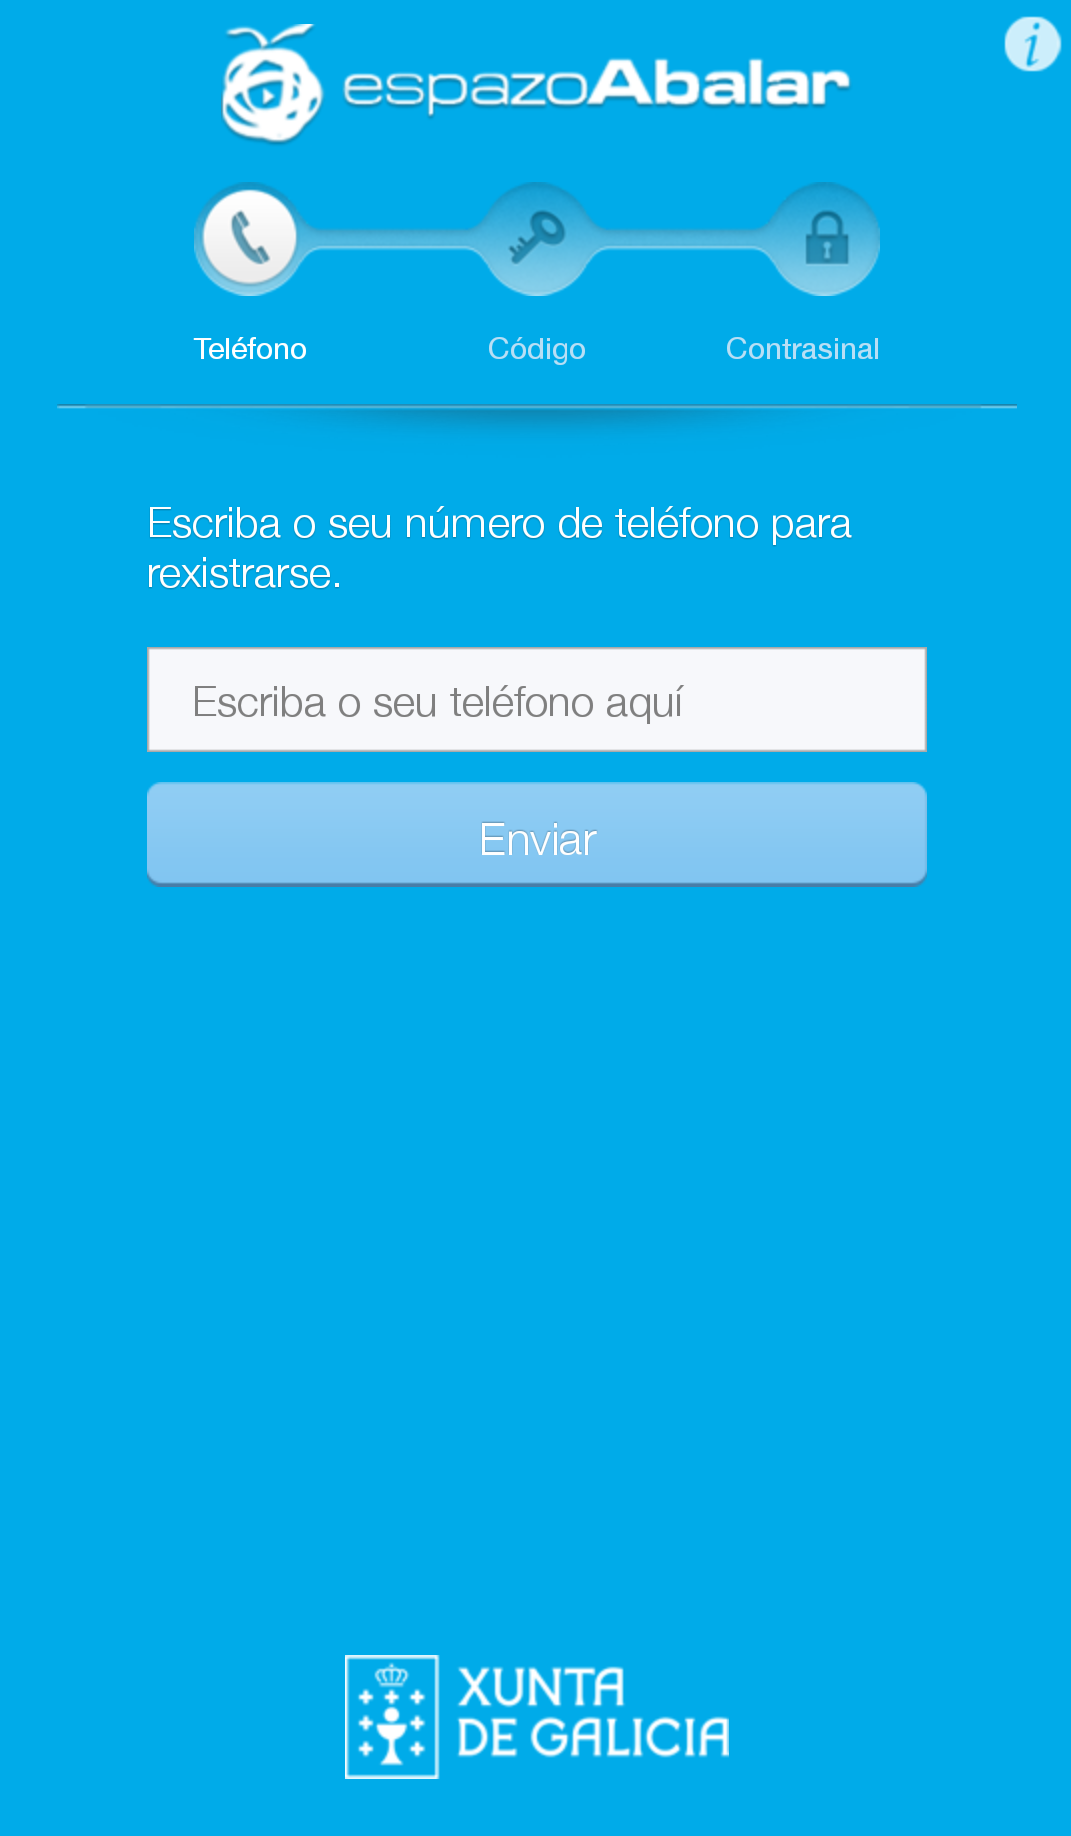 espazoAbalar
i
Teléfono
Código
Contrasinal
Escriba o seu número de teléfono para
rexistrarse.
Escriba o seu teléfono aquí
Enviar
XUNTA
DE GALICIA